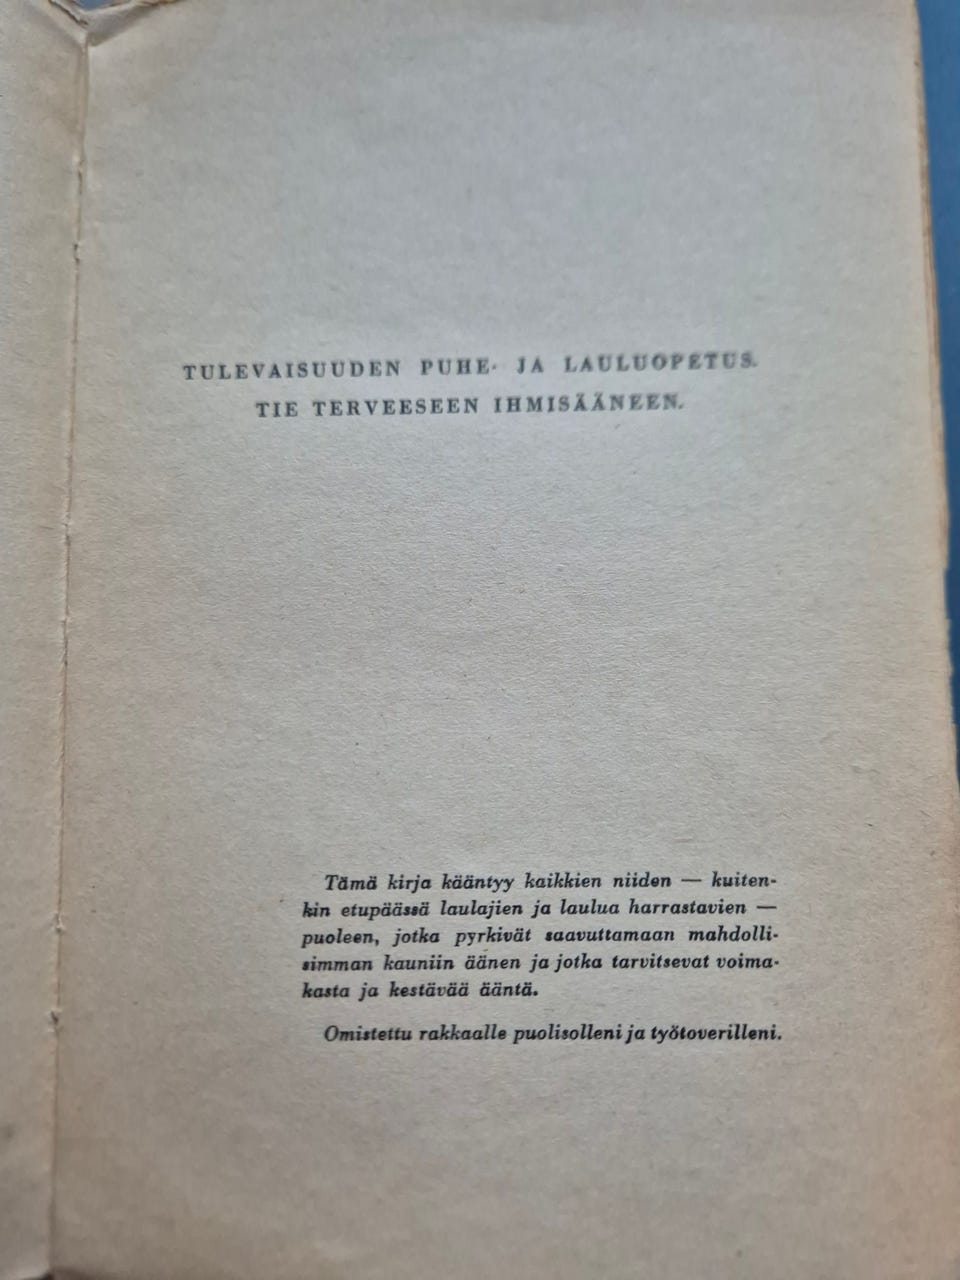 TULEVAISUUDEN PUHE- JA LAULUOPETUS.
TIE TERVEESEEN IHMISÄÄNEEN.
Tämä kirja kääntyy kaikkien niiden — kuiten-
kin etupäässä laulajien ja laulua harrastavien —
puoleen, jotka pyrkivät saavuttamaan mahdolli-
simman kauniin äänen ja jotka tarvitsevat voima-
kasta ja kestävää ääntä.
Omistettu rakkaalle puolisolleni ja työtoverilleni.